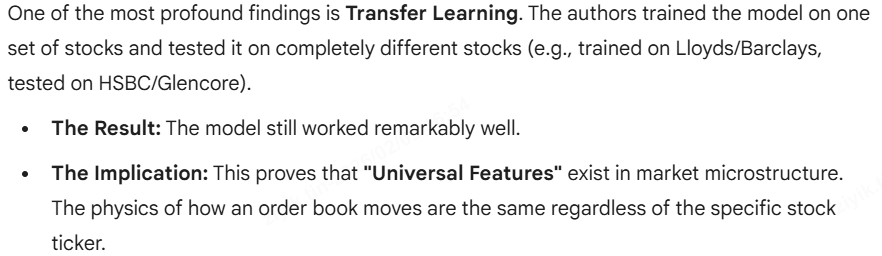 One of the most profound findings is Transfer Learning. The authors trained the model on one
set of stocks and tested it on completely different stocks (e.g., trained on Lloyds/Barclays,
tested on HSBC/Glencore).
• The Result: The model still worked remarkably well.
• The Implication: This proves that "Universal Features" exist in market microstructure.
The physics of how an order book moves are the same regardless of the specific stock
ticker.